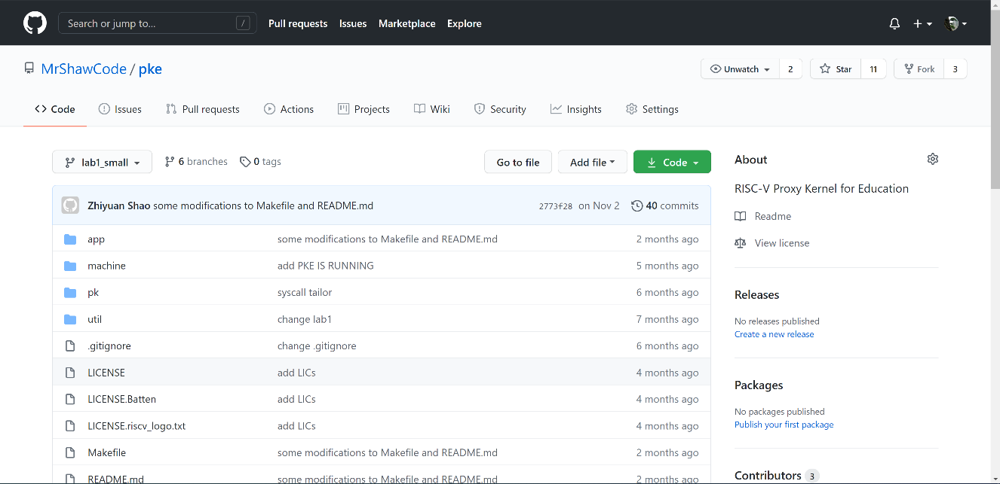 Search or jump to... /
Pull requests Issues Marketplace Explore
MrShawCode / pke
Unwatch 2 Star 11 Fork 3
Code Issues Pull requests Actions Projects Wiki Security Insights Settings
lab1_small 6 branches 0 tags Go to file Add file Code
Zhiyuan Shao some modifications to Makefile and README.md 2773f28 on Nov 2 40 commits
app some modifications to Makefile and README.md 2 months ago
machine add PKE IS RUNNING 5 months ago
pk syscall tailor 6 months ago
util change lab1 7 months ago
.gitignore change .gitignore 6 months ago
LICENSE add LICs 4 months ago
LICENSE.Batten add LICs 4 months ago
LICENSE.riscv_logo.txt add LICs 4 months ago
Makefile some modifications to Makefile and README.md 2 months ago
README.md some modifications to Makefile and README.md 2 months ago
About
RISC-V Proxy Kernel for Education
Readme
View license
Releases
No releases published
Create a new release
Packages
No packages published
Publish your first package
Contributors 3